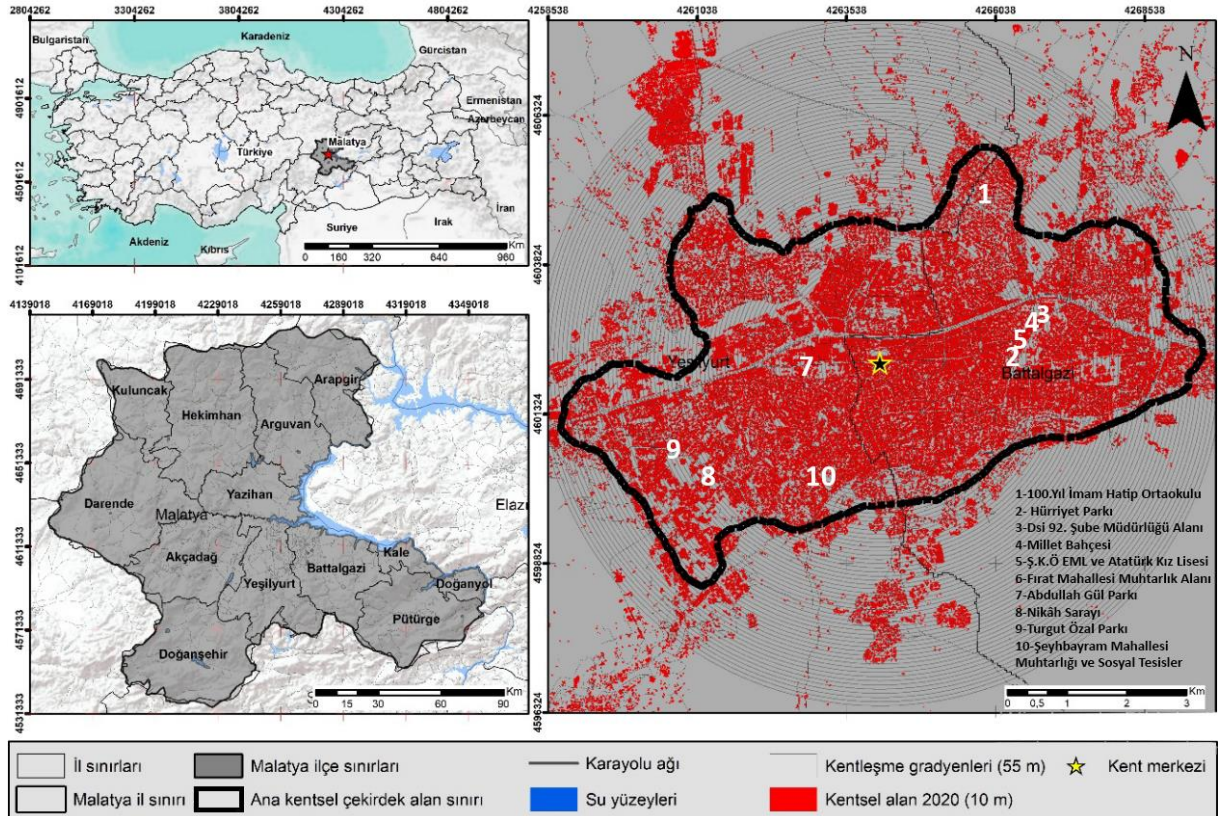 2804262 3304262 3804262 4304262 4804262
4901612
4501612
4101612
Bulgaristan
Karadeniz
Gürcistan
Ermenistan
Azerbaycan
Türkiye
Malatya
İran
Irak
Suriye
Akdeniz
Kıbrıs
Km
0 160 320 640 960
4139018 4169018 4199018 4229018 4259018 4289018 4319018 4349018
4691333
4651333
4611333
4571333
4531333
Kuluncak
Hekimhan
Arguvan
Arapgir
Darende
Yazihan
Malatya
Elazı
Akçadağ
Yeşilyurt
Battalgazi
Kale
Doğanyol
Pütürge
Doğanşehir
Km
0 15 30 60 90
4258538 4261038 4263538 4266038 4268538
4606324
4603824
4601324
4598824
4596324
N
1
3
4
5
2
7
Yeşilyurt
Battalgazi
9
8
10
1-100.Yıl İmam Hatip Ortaokulu
2- Hürriyet Parkı
3-Dsi 92. Şube Müdürlüğü Alanı
4-Millet Bahçesi
5-Ş.K.Ö EML ve Atatürk Kız Lisesi
6-Fırat Mahallesi Muhtarlık Alanı
7-Abdullah Gül Parkı
8-Nikâh Sarayı
9-Turgut Özal Parkı
10-Şeyhbayram Mahallesi
Muhtarlığı ve Sosyal Tesisler
Km
0 0,5 1 2 3
İl sınırları
Malatya ilçe sınırları
Karayolu ağı
Kentleşme gradyenleri (55 m)
Kent merkezi
Malatya il sınırı
Ana kentsel çekirdek alan sınırı
Su yüzeyleri
Kentsel alan 2020 (10 m)